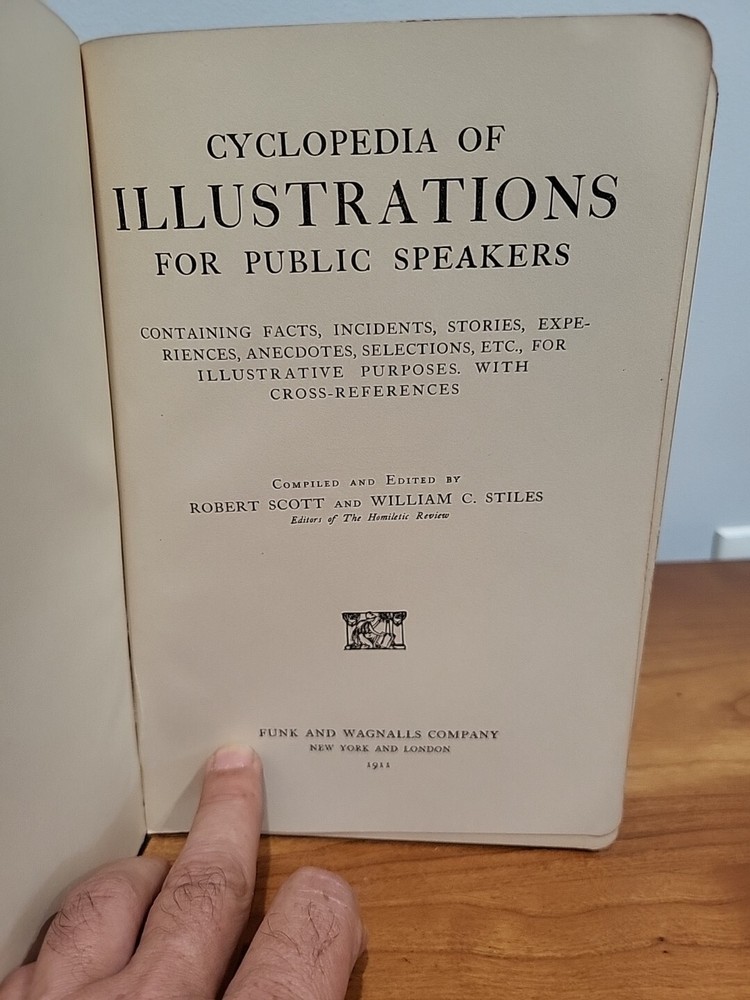 CYCLOPEDIA OF
ILLUSTRATIONS
FOR PUBLIC SPEAKERS
CONTAINING FACTS, INCIDENTS, STORIES, EXPE-
RIENCES, ANECDOTES, SELECTIONS, ETC., FOR
ILLUSTRATIVE PURPOSES. WITH
CROSS-REFERENCES
COMPILED AND EDITED BY
ROBERT SCOTT AND WILLIAM C. STILES
Editors of The Homiletic Review
FUNK AND WAGNALLS COMPANY
NEW YORK AND LONDON
1911